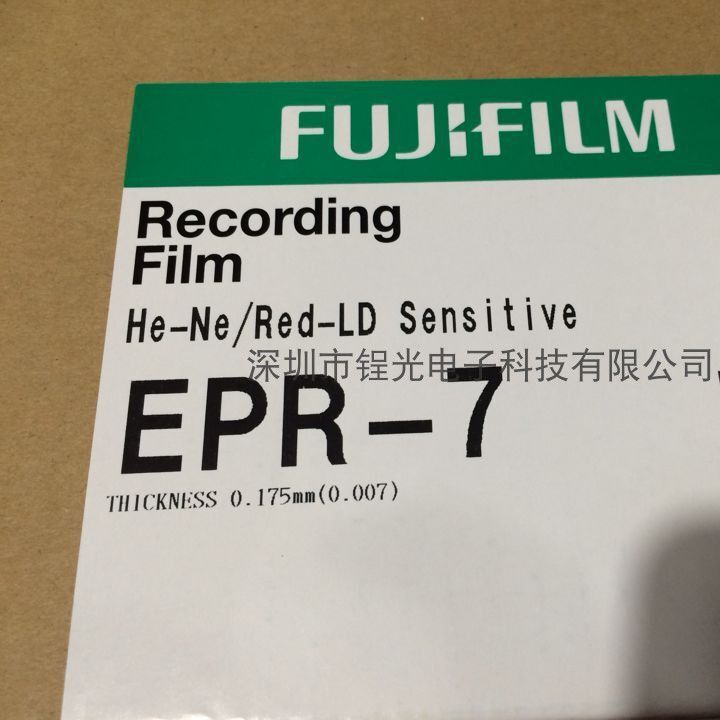 FUJIFILM
Recording
Film
He-Ne/Red-LD Sensitive
深圳市锃光电子科技有限公司
EPR-7
THICKNESS 0.175mm(0.007)